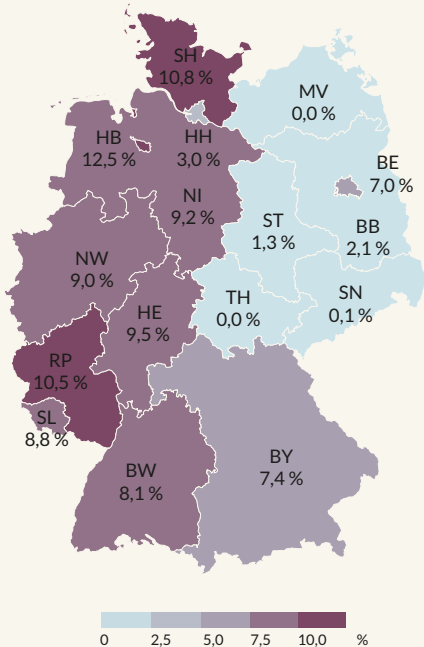 SH
10,8 %
MV
0,0 %
HB
12,5 %
HH
3,0 %
BE
7,0 %
NI
9,2 %
ST
1,3 %
BB
2,1 %
NW
9,0 %
HE
9,5 %
TH
0,0 %
SN
0,1 %
RP
10,5 %
SL
8,8 %
BW
8,1 %
BY
7,4 %
0 2,5 5,0 7,5 10,0 %